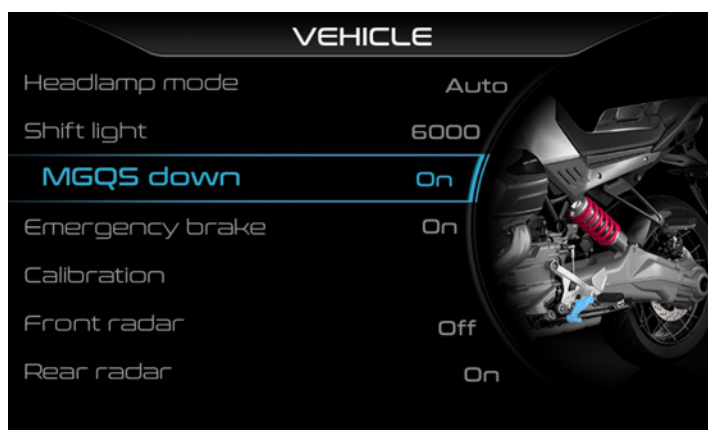 VEHICLE
Headlamp mode Auto
Shift light 6000
MGQS down On
Emergency brake On
Calibration
Front radar Off
Rear radar On